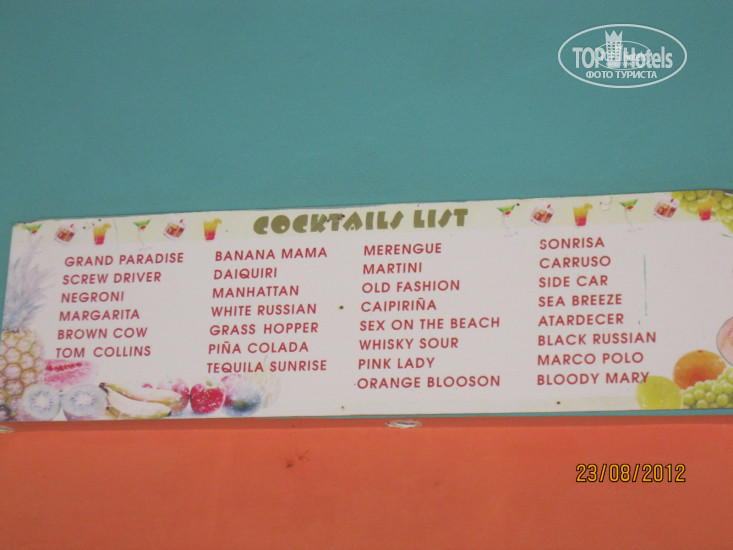 TOP Hotels
ФОТО ТУРИСТА
COCKTAILS LIST
GRAND PARADISE
SCREW DRIVER
NEGRONI
MARGARITA
BROWN COW
TOM COLLINS
BANANA MAMA
DAIQUIRI
MANHATTAN
WHITE RUSSIAN
GRASS HOPPER
PIÑA COLADA
TEQUILA SUNRISE
MERENGUE
MARTINI
OLD FASHION
CAIPIRIÑA
SEX ON THE BEACH
WHISKY SOUR
PINK LADY
ORANGE BLOOSON
SONRISA
CARRUSO
SIDE CAR
SEA BREEZE
ATARDECER
BLACK RUSSIAN
MARCO POLO
BLOODY MARY
23/08/2012